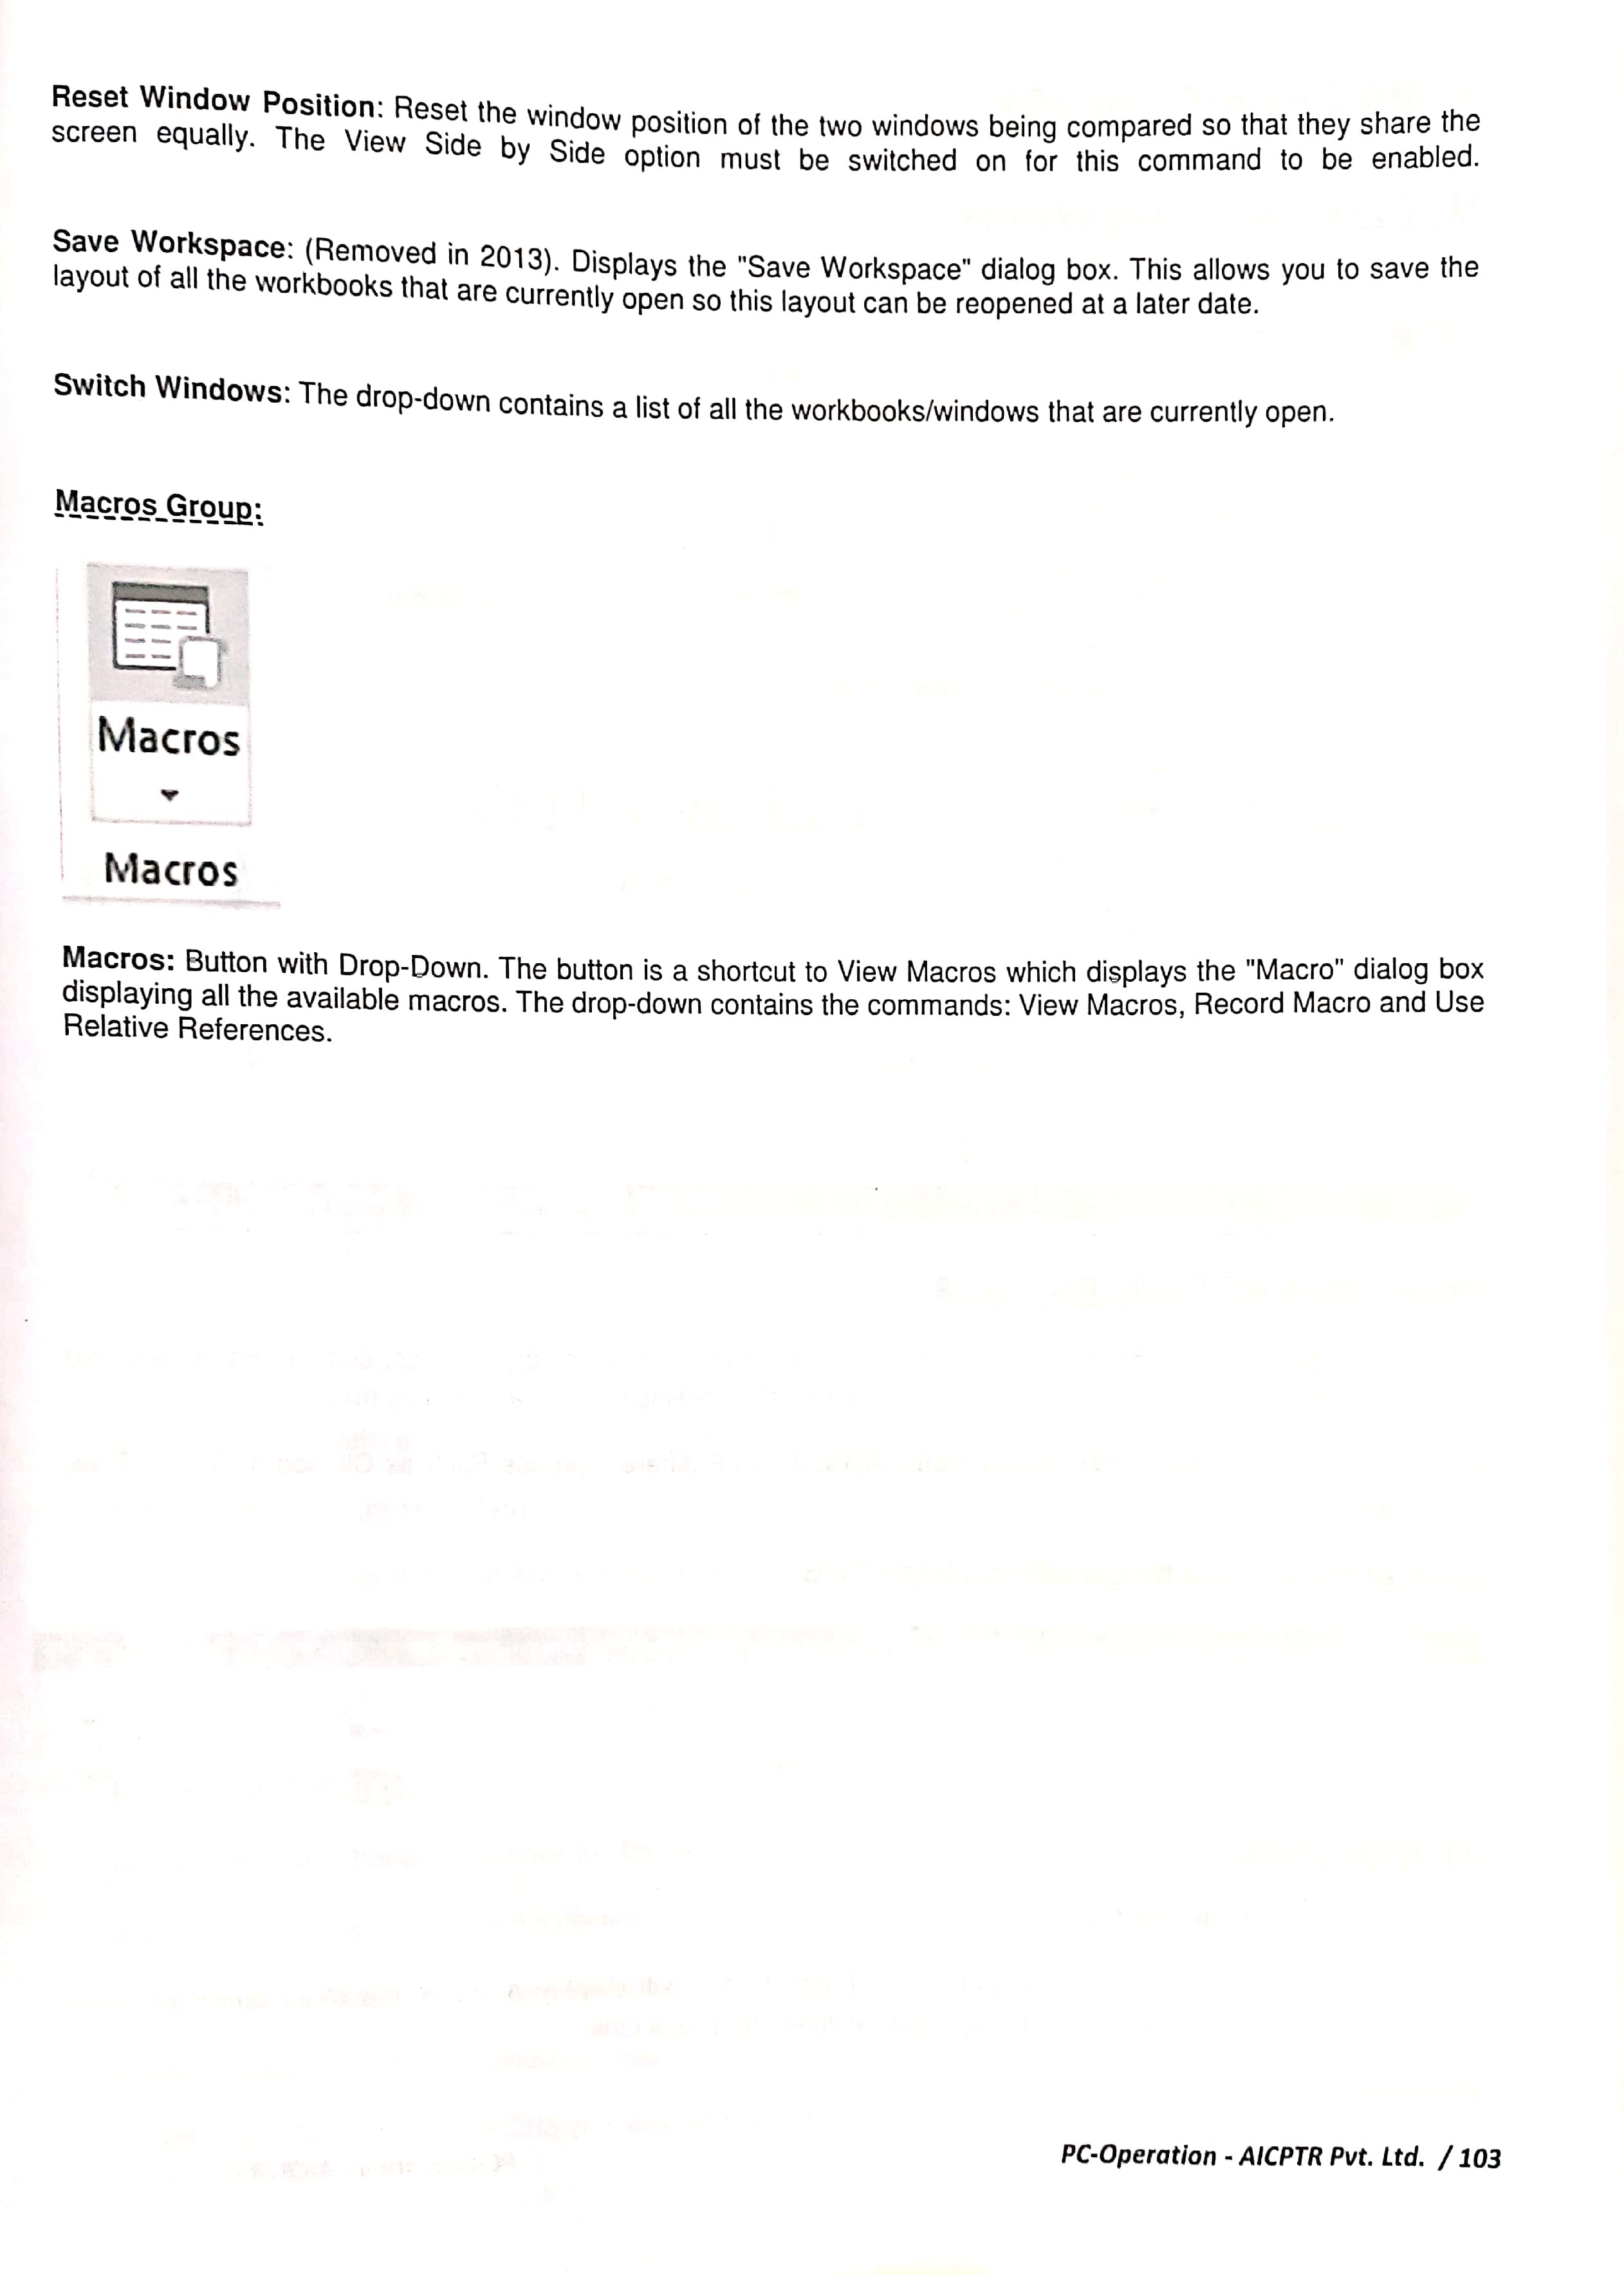 Reset Window Position: Reset the window position of the two windows being compared so that they share the
screen equally. The View Side by Side option must be switched on for this command to be enabled.
Save Workspace: (Removed in 2013). Displays the "Save Workspace" dialog box. This allows you to save the
layout of all the workbooks that are currently open so this layout can be reopened at a later date.
Switch Windows: The drop-down contains a list of all the workbooks/windows that are currently open.
Macros Group:
Macros
Macros
Macros: Button with Drop-Down. The button is a shortcut to View Macros which displays the "Macro" dialog box
displaying all the available macros. The drop-down contains the commands: View Macros, Record Macro and Use
Relative References.
PC-Operation - AICPTR Pvt. Ltd. / 103